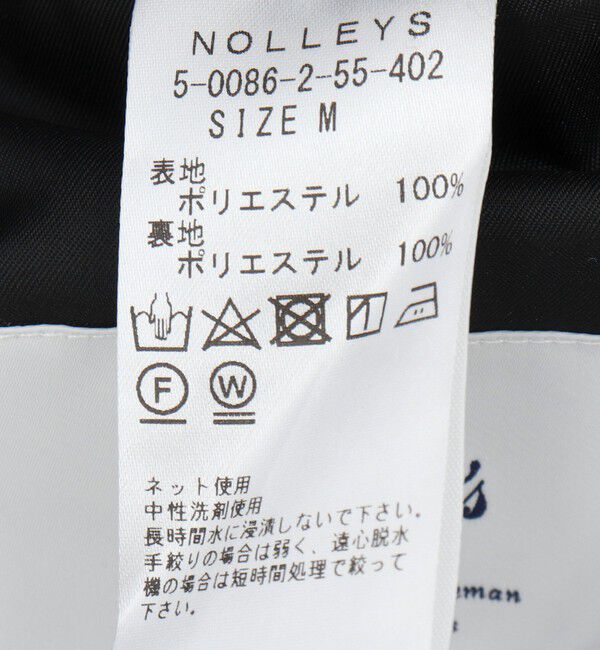 NOLLEYS
5-0086-2-55-402
SIZE M
表地
ポリエステル 100%
裏地
ポリエステル 100%
F W
ネット使用
中性洗剤使用
長時間水に浸漬しないで下さい。
手絞りの場合は弱く、遠心脱水
機の場合は短時間処理で絞って
下さい。